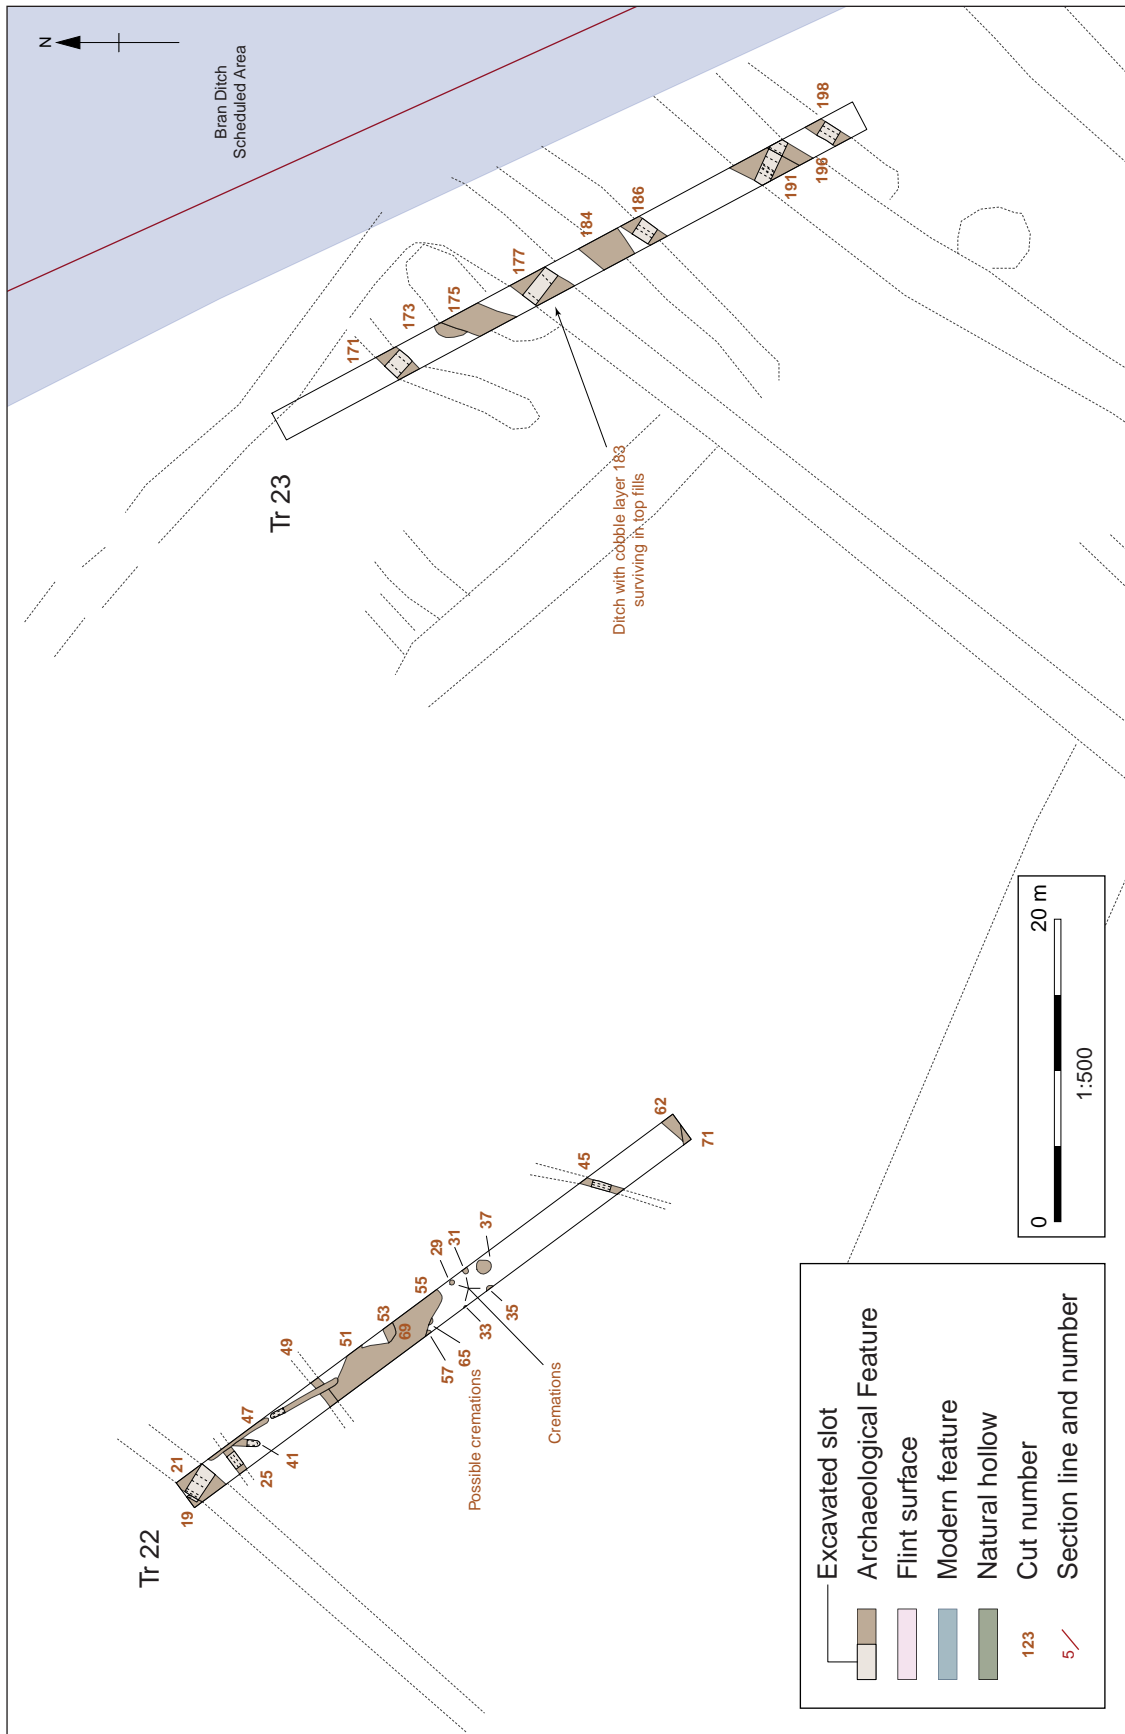 N
Bran Ditch
Scheduled Area
Tr 23
171
173
175
177
184
186
191
196
198
Ditch with cobble layer 183
surviving in top fills
Tr 22
19
21
25
41
47
49
51
53
69
55
57
65
29
31
33
35
37
45
62
71
Possible cremations
Cremations
Excavated slot
Archaeological Feature
Flint surface
Modern feature
Natural hollow
123 Cut number
5 Section line and number
0 20 m
1:500